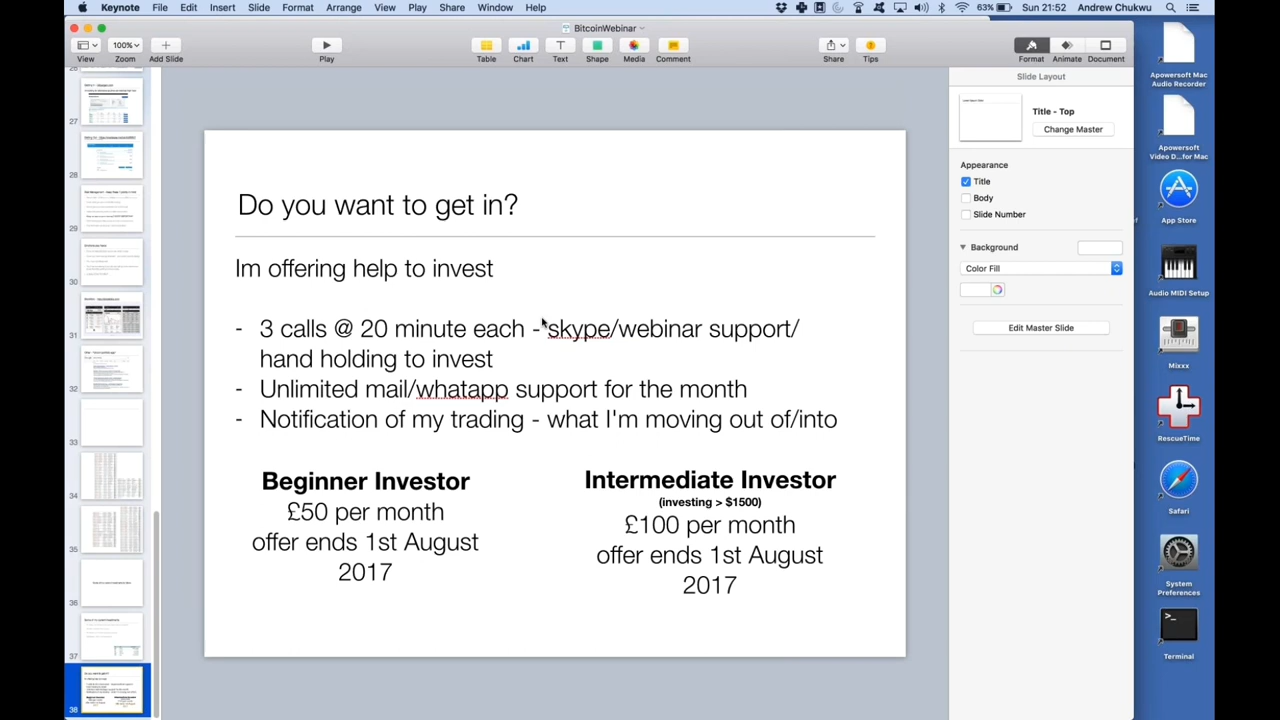 Keynote File Edit Insert Slide Format Arrange View Play Share Window Help 63% Sun 21:52 Andrew Chukwu
BitcoinWebinar
100%
View Zoom Add Slide Play Table Chart Text Shape Media Comment Share Tips Format Animate Document
Slide Layout
Title - Top
Change Master
Appearance
Title
Body
Slide Number
Background
Color Fill
Edit Master Slide
27
28
29
30
31
32
33
34
35
36
37
38
Do you want to get in?
Im offering help to invest
- 3 calls @ 20 minute each - skype/webinar support/
hand holding to invest
- Unlimited mail/whatsapp support for the month
- Notification of my trading - what I'm moving out of/into
Beginner Investor
£50 per month
offer ends 1st August
2017
Intermediate Investor
(investing > $1500)
£100 per month
offer ends 1st August
2017
Apowersoft Mac
Audio Recorder
Apowersoft
Video D...for Mac
App Store
Audio MIDI Setup
Mixxx
RescueTime
Safari
System
Preferences
Terminal